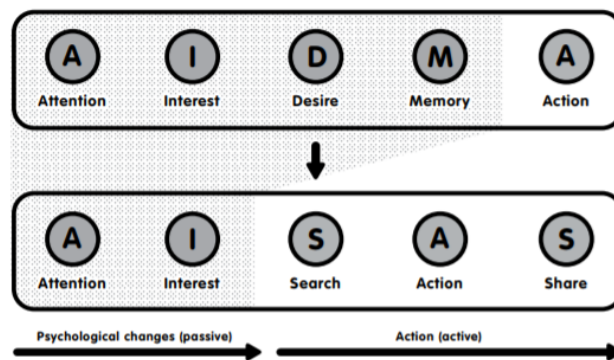 A I D M A
Attention Interest Desire Memory Action
A I S A S
Attention Interest Search Action Share
Psychological changes (passive) Action (active)